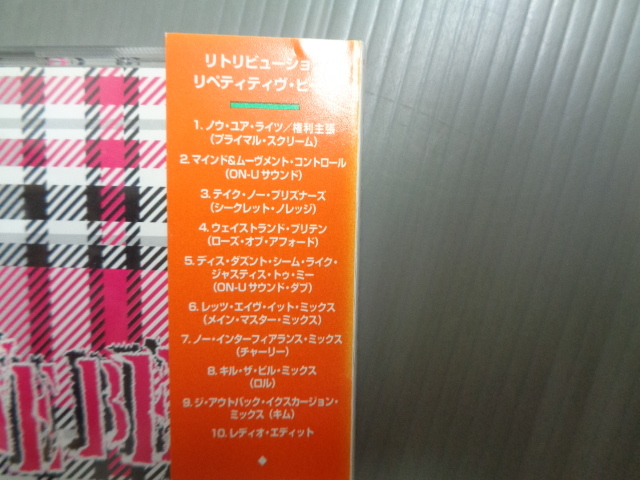 リトリビューショ
リペティティヴ・ビー
1. ノウ・ユア・ライツ／権利主張
(プライマル・スクリーム)
2. マインド&ムーヴメント・コントロール
(ON-Uサウンド)
3. テイク・ノー・プリズナーズ
(シークレット・ノレッジ)
4. ウェイストランド・ブリテン
(ローズ・オブ・アフォード)
5. ディス・ダズント・シーム・ライク・
ジャスティス・トゥ・ミー
(ON-Uサウンド・ダブ)
6. レッツ・エイヴ・イット・ミックス
(メイン・マスター・ミックス)
7. ノー・インターフィアランス・ミックス
(チャーリー)
8. キル・ザ・ビル・ミックス
(ロル)
9. ジ・アウトバック・イクスカージョン・
ミックス (キム)
10. レディオ・エディット